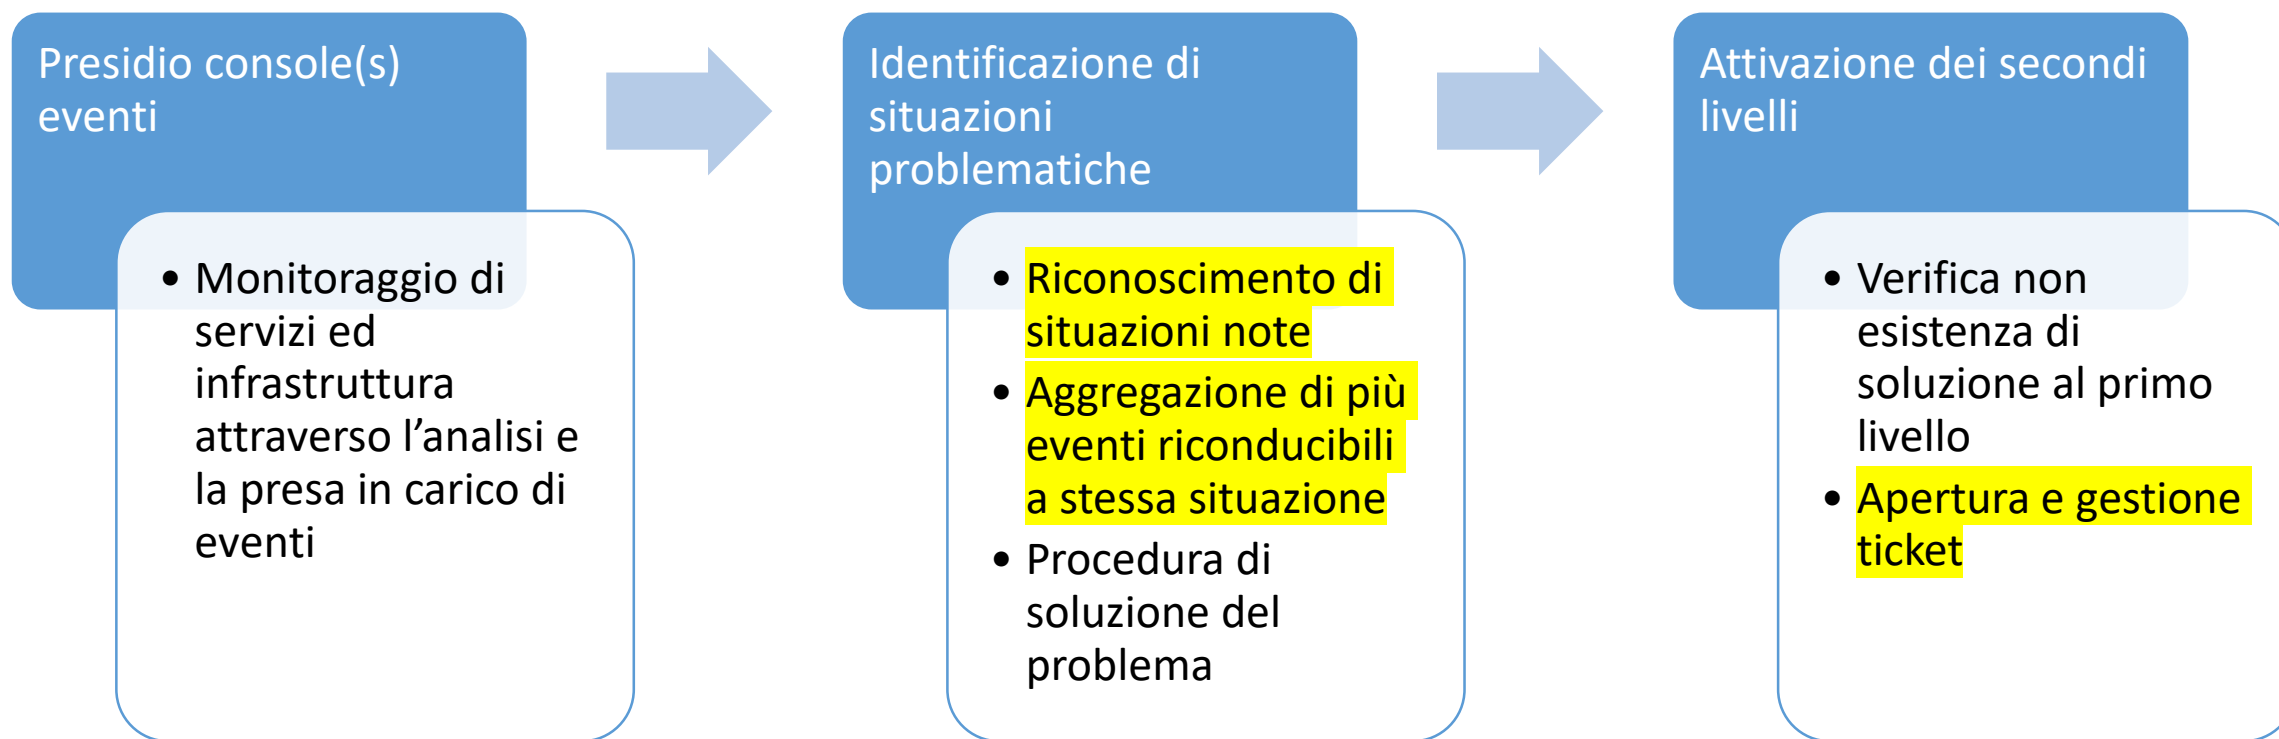 Presidio console(s)
eventi
• Monitoraggio di
servizi ed
infrastruttura
attraverso l’analisi e
la presa in carico di
eventi
Identificazione di
situazioni
problematiche
• Riconoscimento di
situazioni note
• Aggregazione di più
eventi riconducibili
a stessa situazione
• Procedura di
soluzione del
problema
Attivazione dei secondi
livelli
• Verifica non
esistenza di
soluzione al primo
livello
• Apertura e gestione
ticket